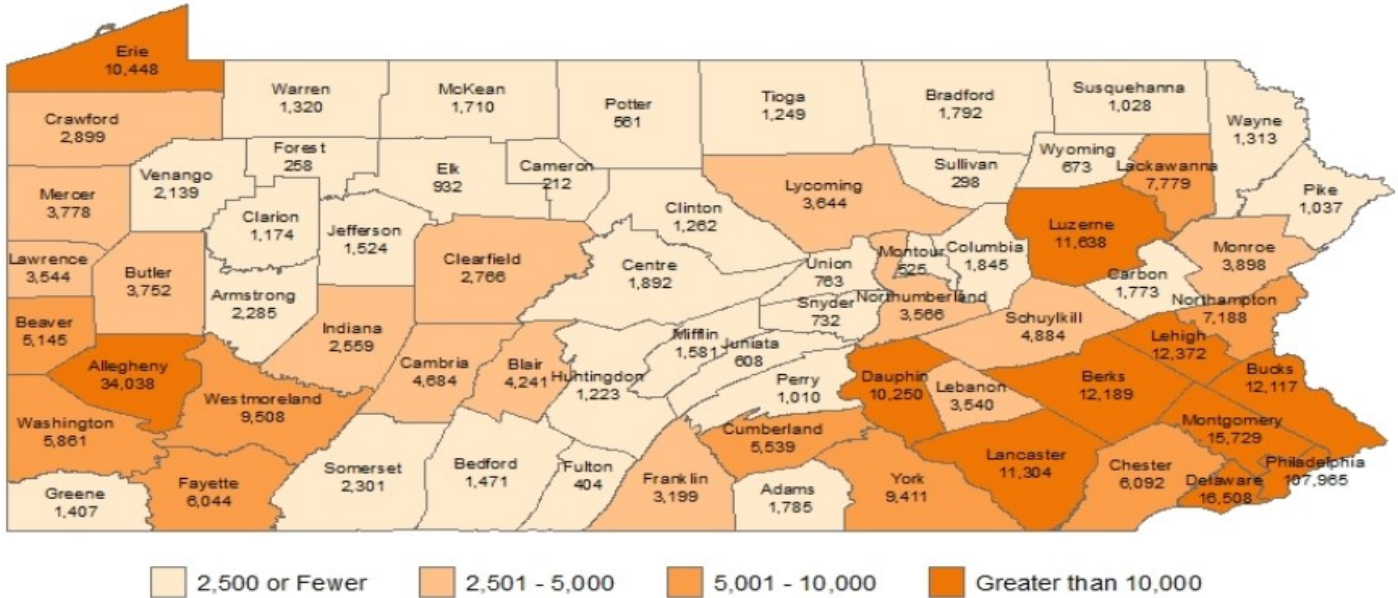 Erie
10,448
Warren
1,320
McKean
1,710
Potter
561
Tioga
1,249
Bradford
1,792
Susquehanna
1,028
Wayne
1,313
Crawford
2,899
Forest
258
Venango
2,139
Elk
932
Cameron
212
Sullivan
298
Wyoming
673
Lackawanna
7,779
Pike
1,037
Mercer
3,778
Clarion
1,174
Jefferson
1,524
Clinton
1,262
Lycoming
3,644
Luzerne
11,638
Lawrence
3,544
Butler
3,752
Clearfield
2,766
Centre
1,892
Union
763
Montour
525
Columbia
1,845
Monroe
3,898
Carbon
1,773
Armstrong
2,285
Snyder
732
Northumberland
3,566
Northampton
7,188
Beaver
5,145
Indiana
2,559
Mifflin
1,581
Juniata
608
Schuylkill
4,884
Lehigh
12,372
Allegheny
34,038
Cambria
4,684
Blair
4,241
Huntingdon
1,223
Perry
1,010
Dauphin
10,250
Lebanon
3,540
Berks
12,189
Bucks
12,117
Westmoreland
9,508
Washington
5,861
Cumberland
5,539
Montgomery
15,729
Somerset
2,301
Bedford
1,471
Fulton
404
Franklin
3,199
Lancaster
11,304
Chester
6,092
Philadelphia
107,965
Delaware
16,508
Greene
1,407
Fayette
6,044
Adams
1,785
York
9,411
2,500 or Fewer
2,501 - 5,000
5,001 - 10,000
Greater than 10,000